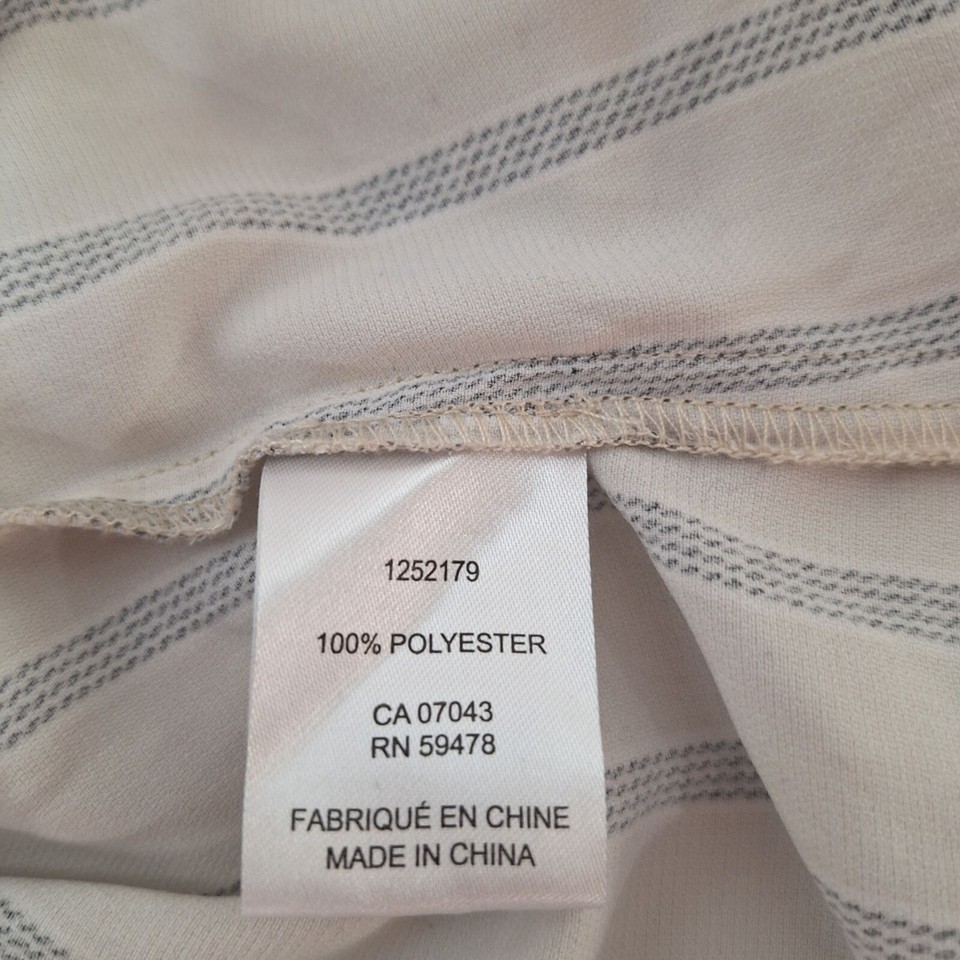 1252179
100% POLYESTER
CA 07043
RN 59478
FABRIQUÉ EN CHINE
MADE IN CHINA